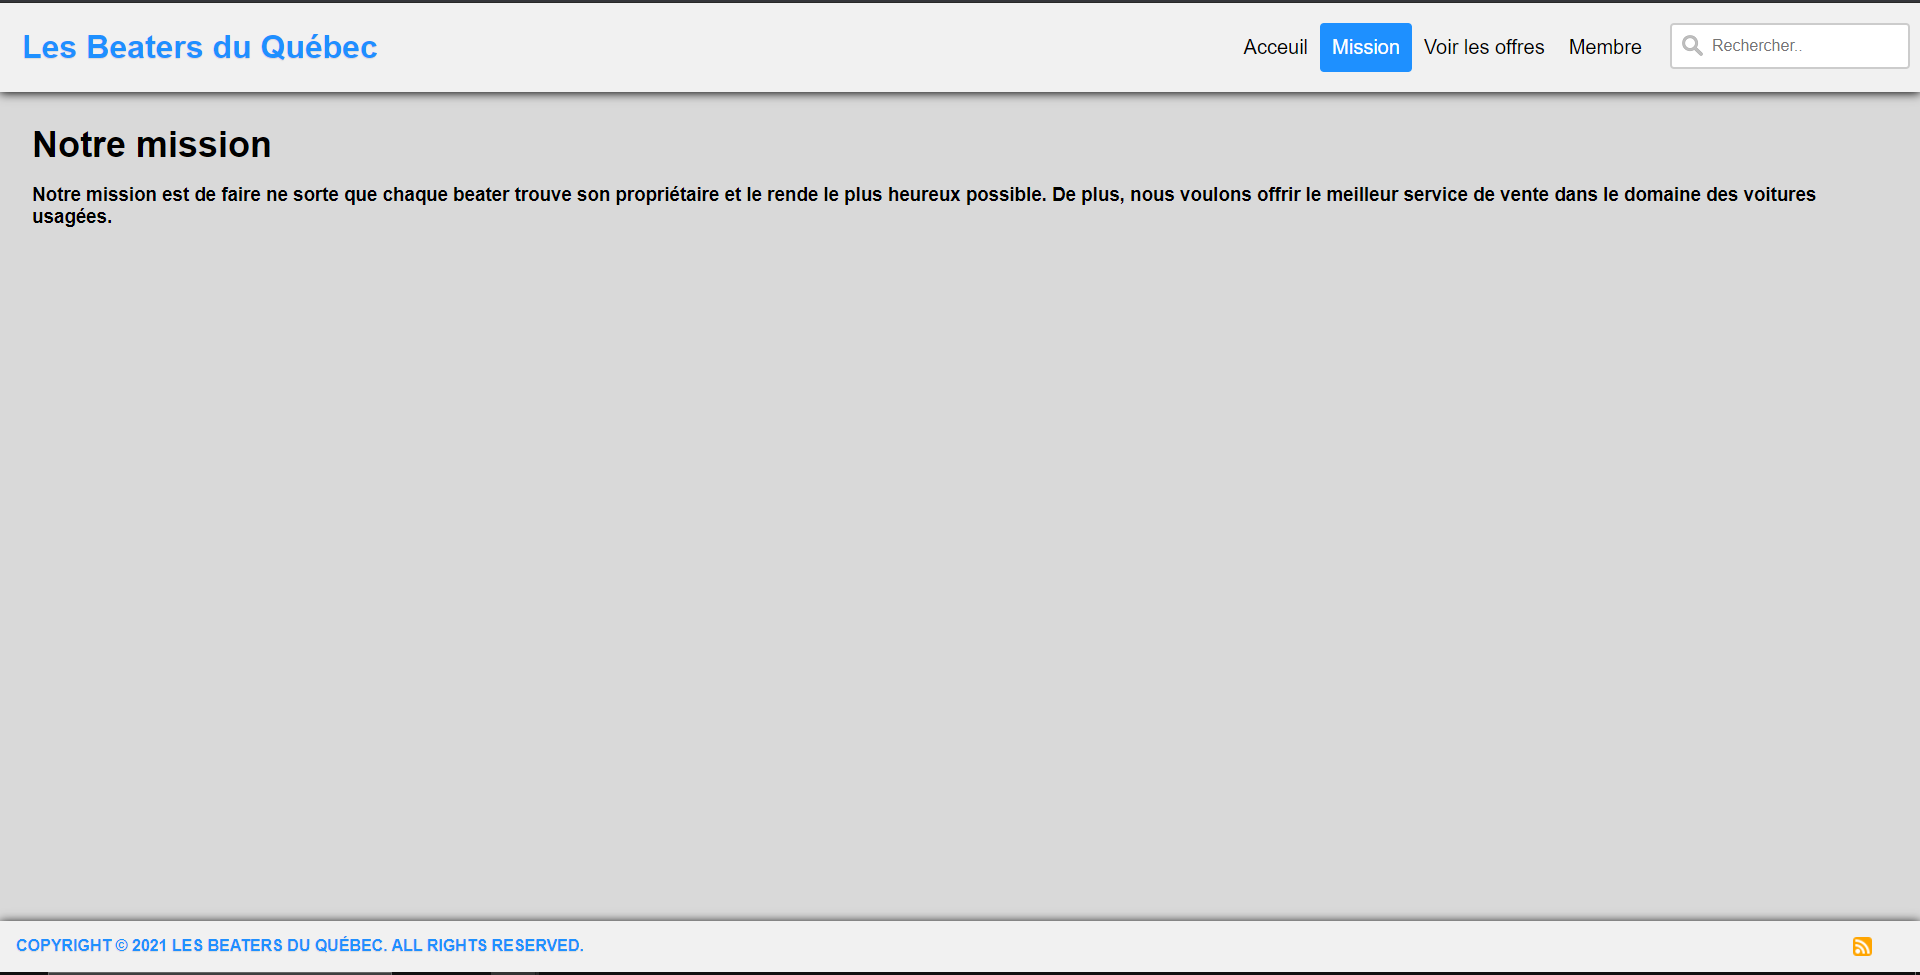 Les Beaters du Québec
Acceuil
Mission
Voir les offres
Membre
Rechercher..
Notre mission
Notre mission est de faire ne sorte que chaque beater trouve son propriétaire et le rende le plus heureux possible. De plus, nous voulons offrir le meilleur service de vente dans le domaine des voitures
usagées.
COPYRIGHT © 2021 LES BEATERS DU QUÉBEC. ALL RIGHTS RESERVED.